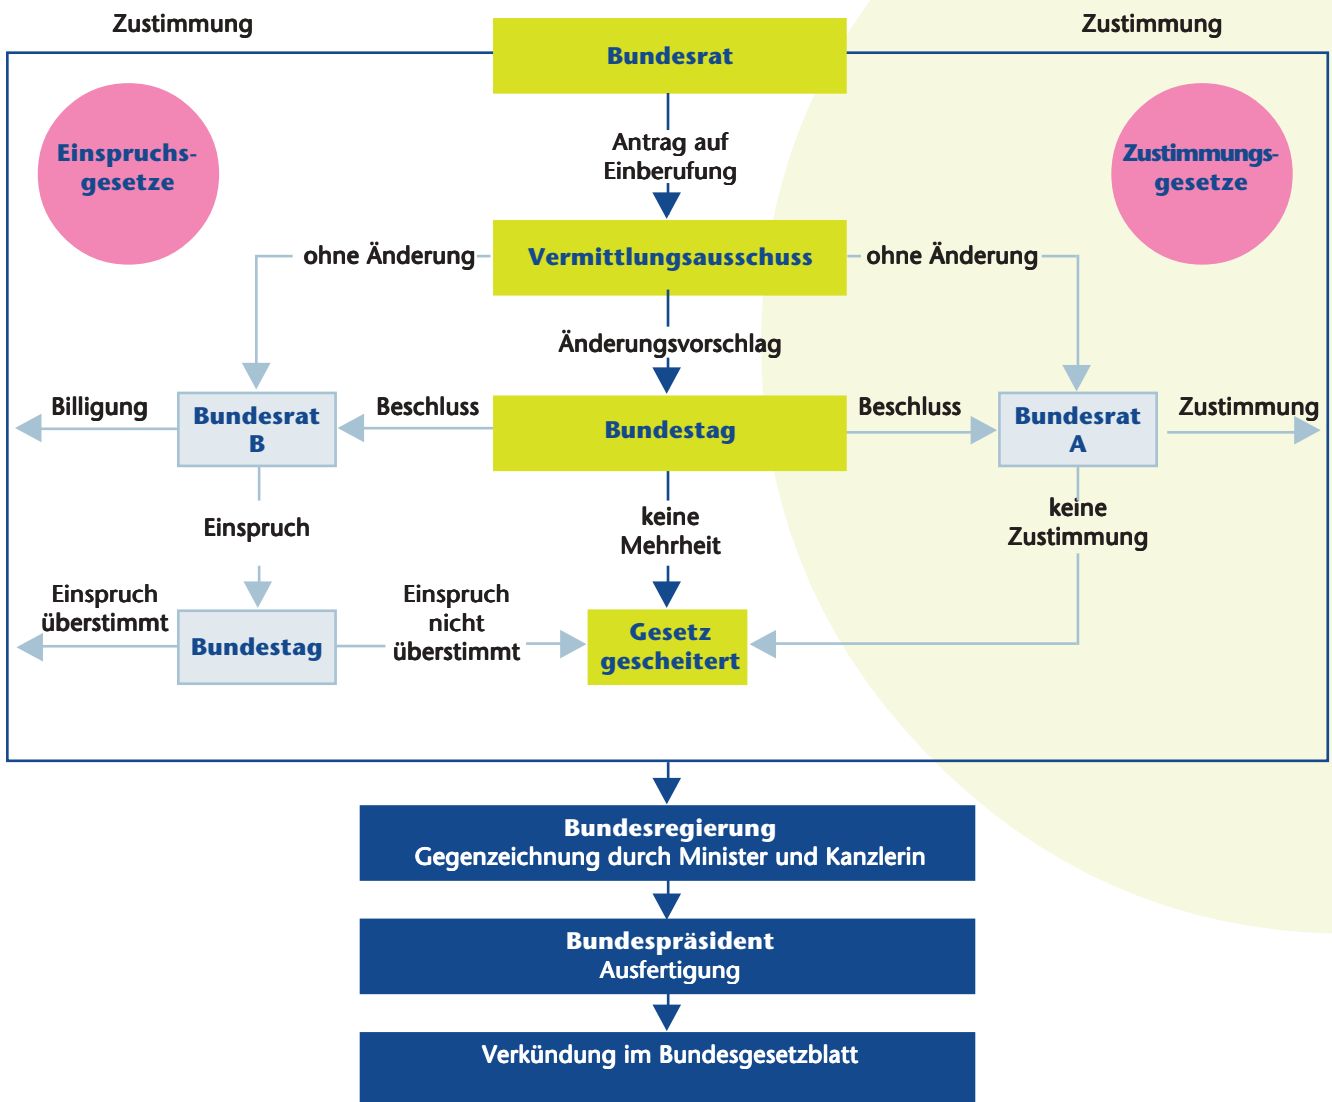 Zustimmung
Zustimmung
Bundesrat
Einspruchs-
gesetze
Antrag auf
Einberufung
Zustimmungs-
gesetze
ohne Änderung
Vermittlungsausschuss
ohne Änderung
Änderungsvorschlag
Billigung
Bundesrat
B
Beschluss
Bundestag
Beschluss
Bundesrat
A
Zustimmung
Einspruch
keine
Mehrheit
keine
Zustimmung
Einspruch
überstimmt
Bundestag
Einspruch
nicht
überstimmt
Gesetz
gescheitert
Bundesregierung
Gegenzeichnung durch Minister und Kanzlerin
Bundespräsident
Ausfertigung
Verkündung im Bundesgesetzblatt